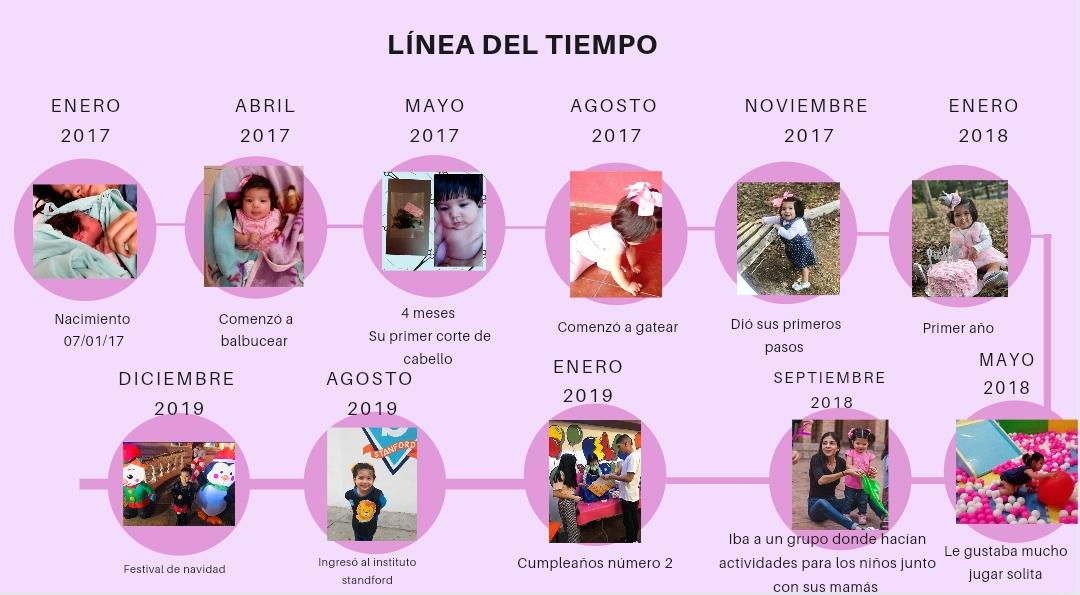 LÍNEA DEL TIEMPO
ENERO
2017
Nacimiento
07/01/17
ABRIL
2017
Comenzó a
balbucear
MAYO
2017
4 meses
Su primer corte de
cabello
AGOSTO
2017
Comenzó a gatear
NOVIEMBRE
2017
Dió sus primeros
pasos
ENERO
2018
Primer año
MAYO
2018
Le gustaba mucho
jugar solita
SEPTIEMBRE
2018
Iba a un grupo donde hacían
actividades para los niños junto
con sus mamás
ENERO
2019
Cumpleaños número 2
AGOSTO
2019
STANFORD
Ingresó al instituto
standford
DICIEMBRE
2019
Festival de navidad